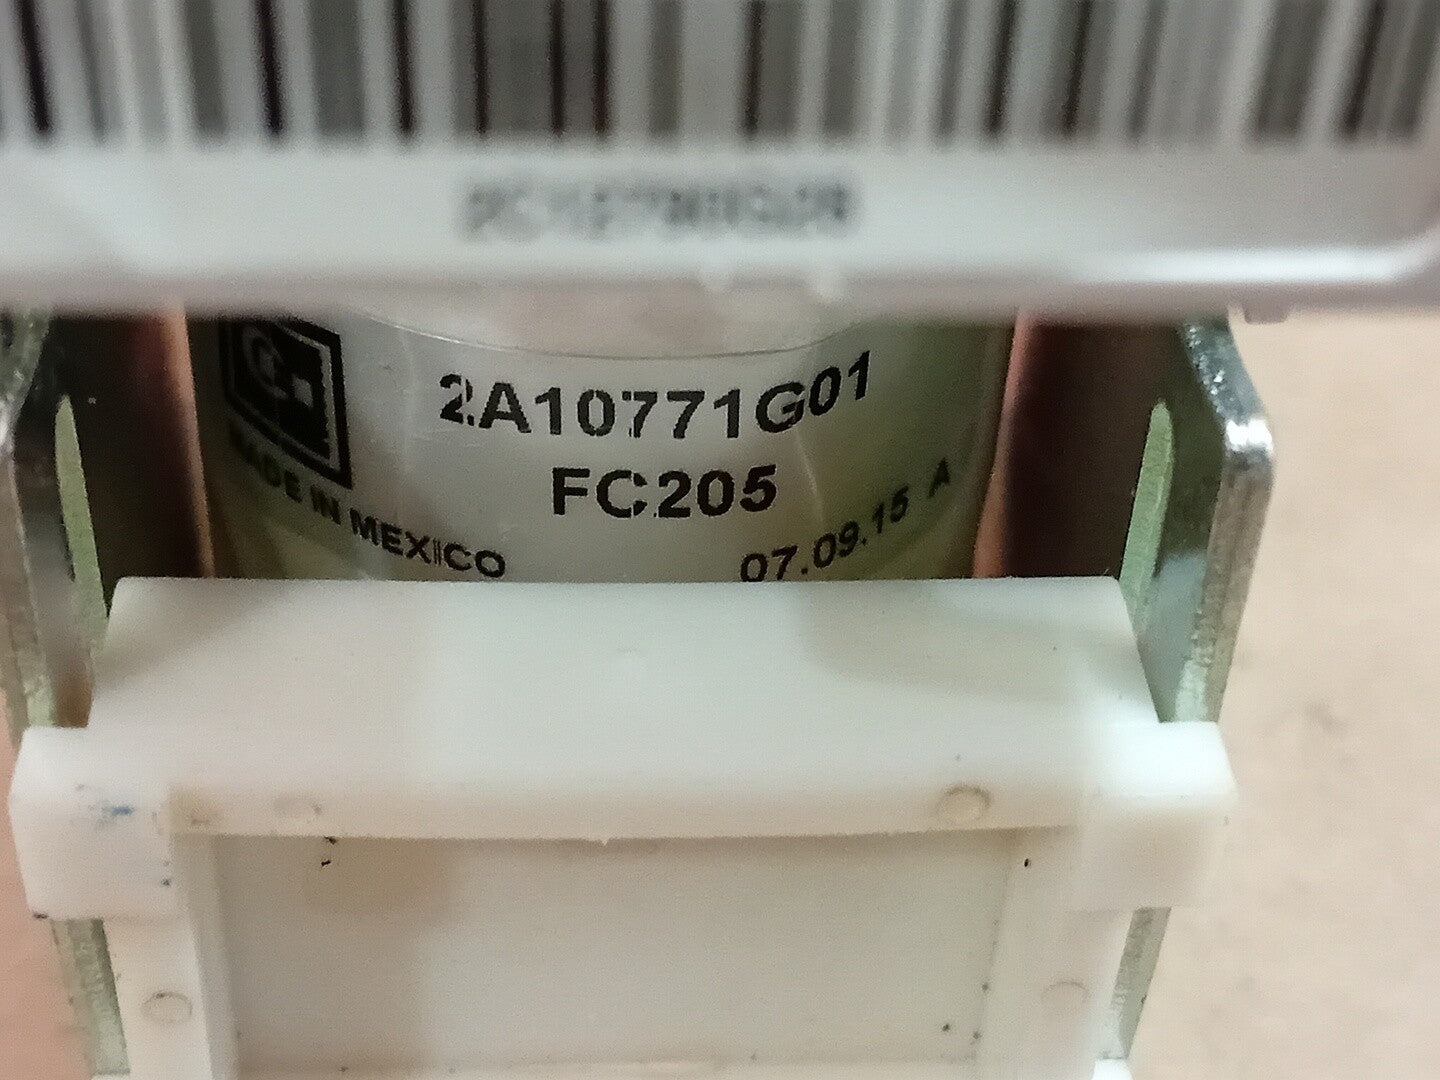 2A10771G01
FC205
MADE IN MEXICO
07.09.15 A